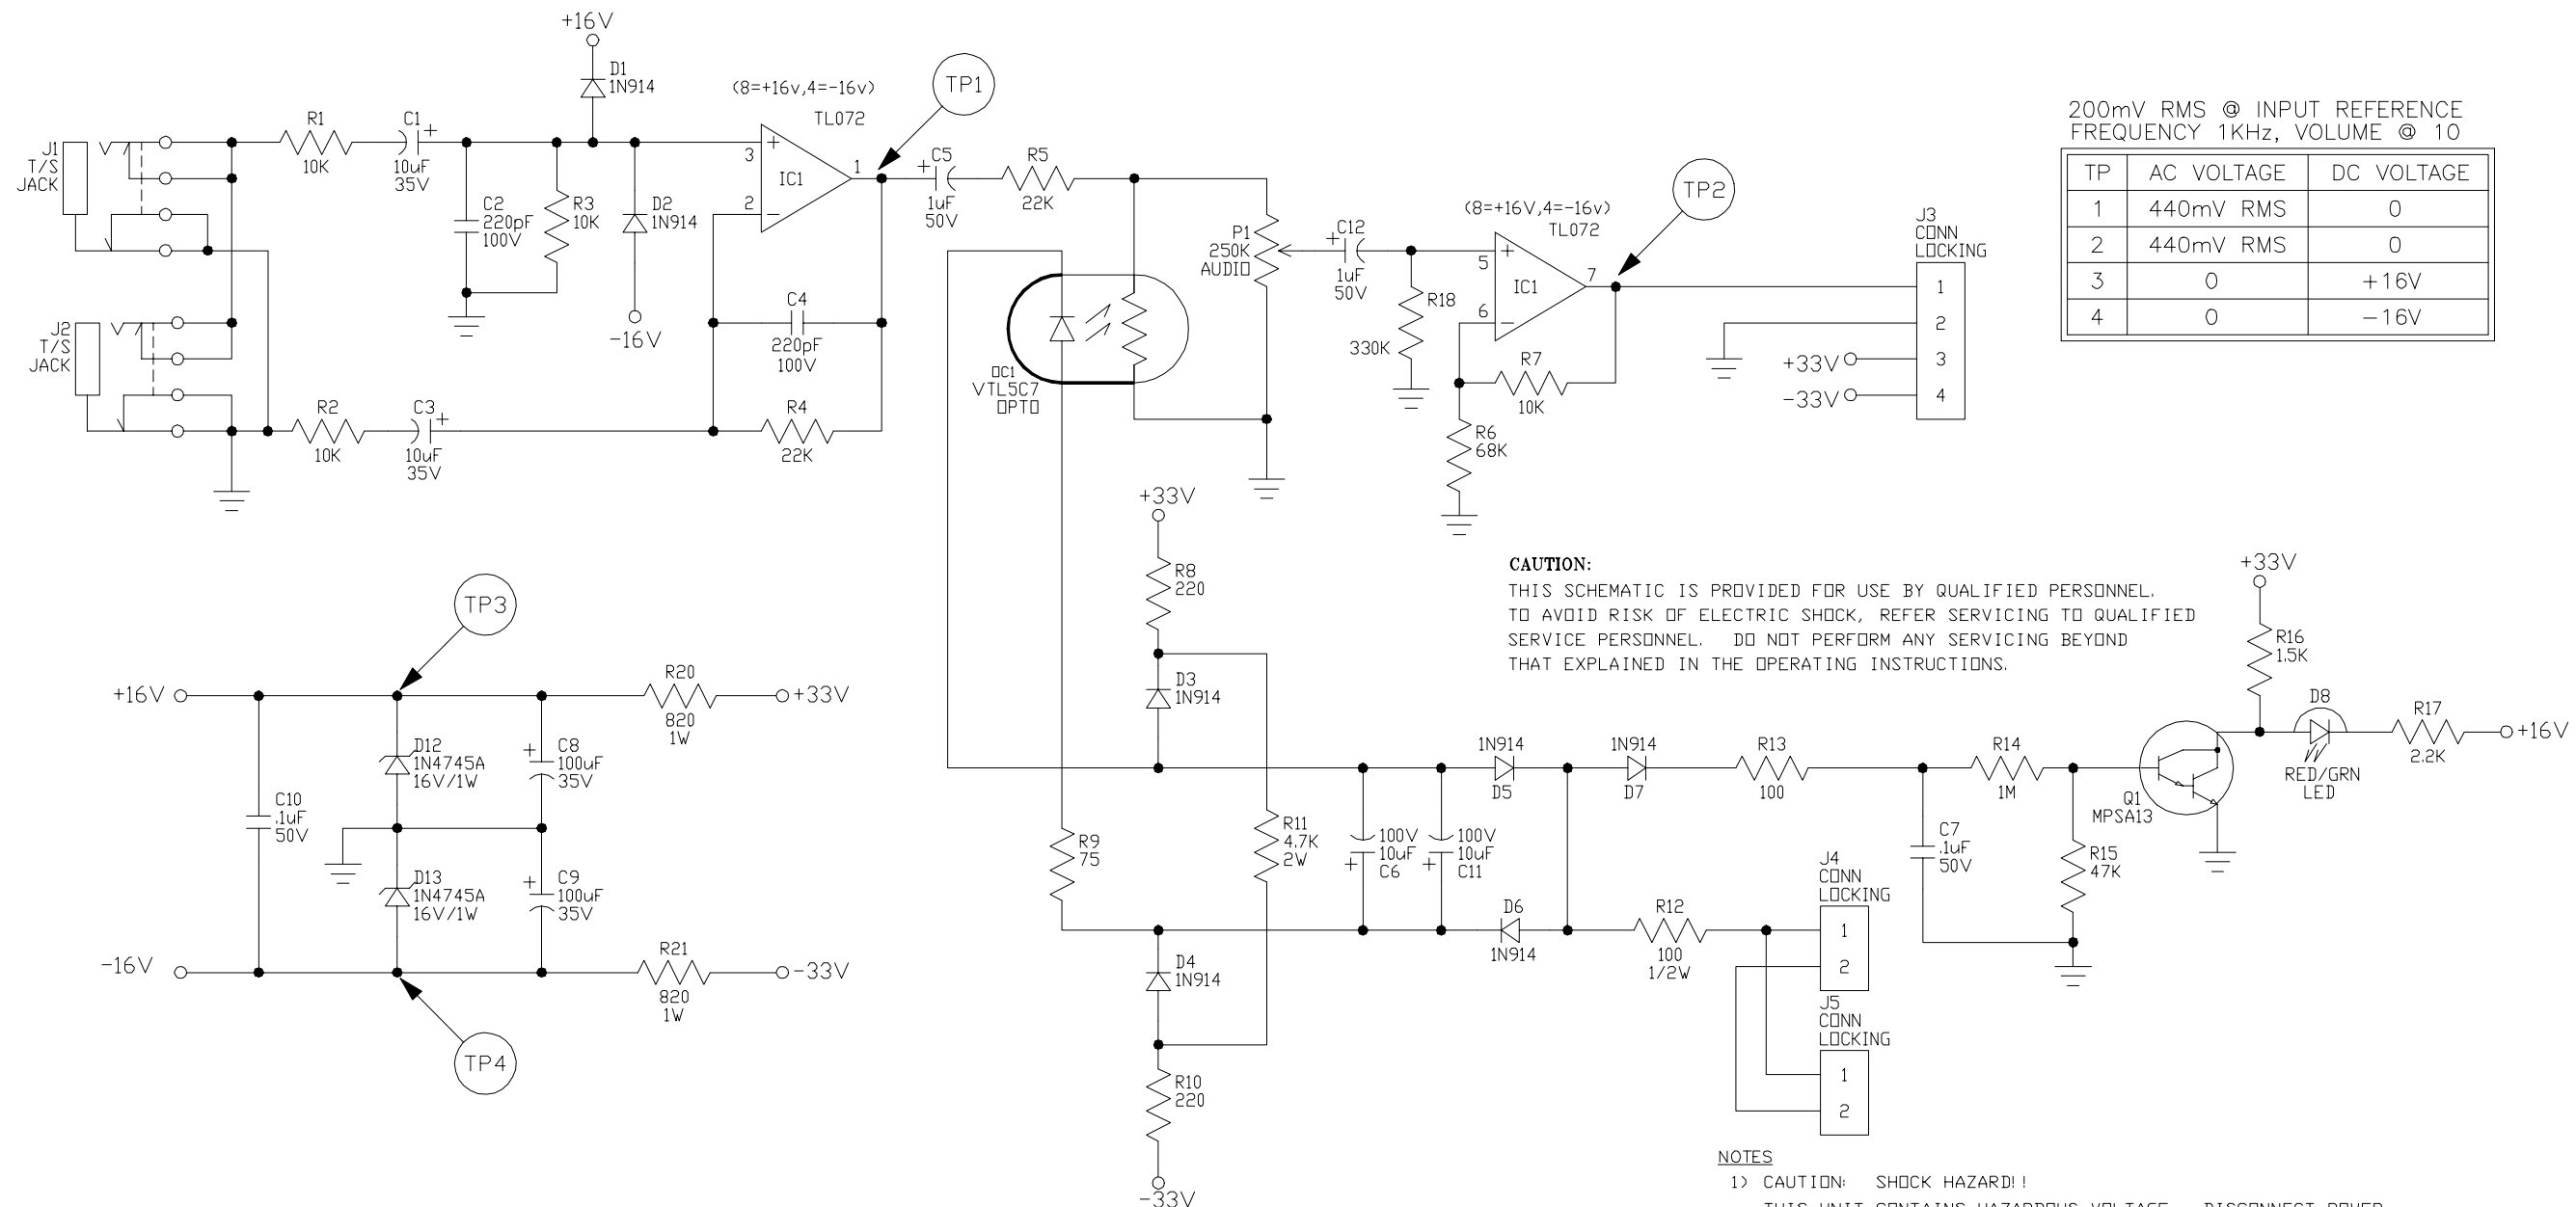 +16V
D1
1N914
(8=+16v,4=-16v)
TL072
TP1
J1
T/S
JACK
R1
10K
C1
+
10uF
35V
C2
220pF
100V
R3
10K
D2
1N914
-16V
3
+
2
-
IC1
1
C5
+
1uF
50V
R5
22K
C4
220pF
100V
J2
T/S
JACK
R2
10K
C3
+
10uF
35V
R4
22K
OC1
VTL5C7
OPTO
P1
250K
AUDIO
C12
+
1uF
50V
R18
330K
(8=+16V,4=-16v)
TL072
TP2
5
+
6
-
IC1
7
R7
10K
R6
68K
J3
CONN
LOCKING
1
2
3
4
+33V
-33V
200mV RMS @ INPUT REFERENCE
FREQUENCY 1KHz, VOLUME @ 10
TP AC VOLTAGE DC VOLTAGE
1 440mV RMS 0
2 440mV RMS 0
3 0 +16V
4 0 -16V
CAUTION:
THIS SCHEMATIC IS PROVIDED FOR USE BY QUALIFIED PERSONNEL.
TO AVOID RISK OF ELECTRIC SHOCK, REFER SERVICING TO QUALIFIED
SERVICE PERSONNEL. DO NOT PERFORM ANY SERVICING BEYOND
THAT EXPLAINED IN THE OPERATING INSTRUCTIONS.
TP3
+16V
R20
820
1W
+33V
C10
.1uF
50V
D12
1N4745A
16V/1W
+
C8
100uF
35V
D13
1N4745A
16V/1W
+
C9
100uF
35V
-16V
R21
820
1W
-33V
TP4
+33V
R8
220
D3
1N914
R9
75
R11
4.7K
2W
D4
1N914
R10
220
-33V
100V
10uF
C6
+
100V
10uF
C11
+
1N914
D5
1N914
D7
R13
100
R14
1M
D6
1N914
R12
100
1/2W
C7
.1uF
50V
R15
47K
Q1
MPSA13
+33V
R16
1.5K
D8
RED/GRN
LED
R17
2.2K
+16V
J4
CONN
LOCKING
1
2
J5
CONN
LOCKING
1
2
NOTES
1) CAUTION: SHOCK HAZARD!!
THIS UNIT CONTAINS HAZARDOUS VOLTAGE. DISCONNECT POWER